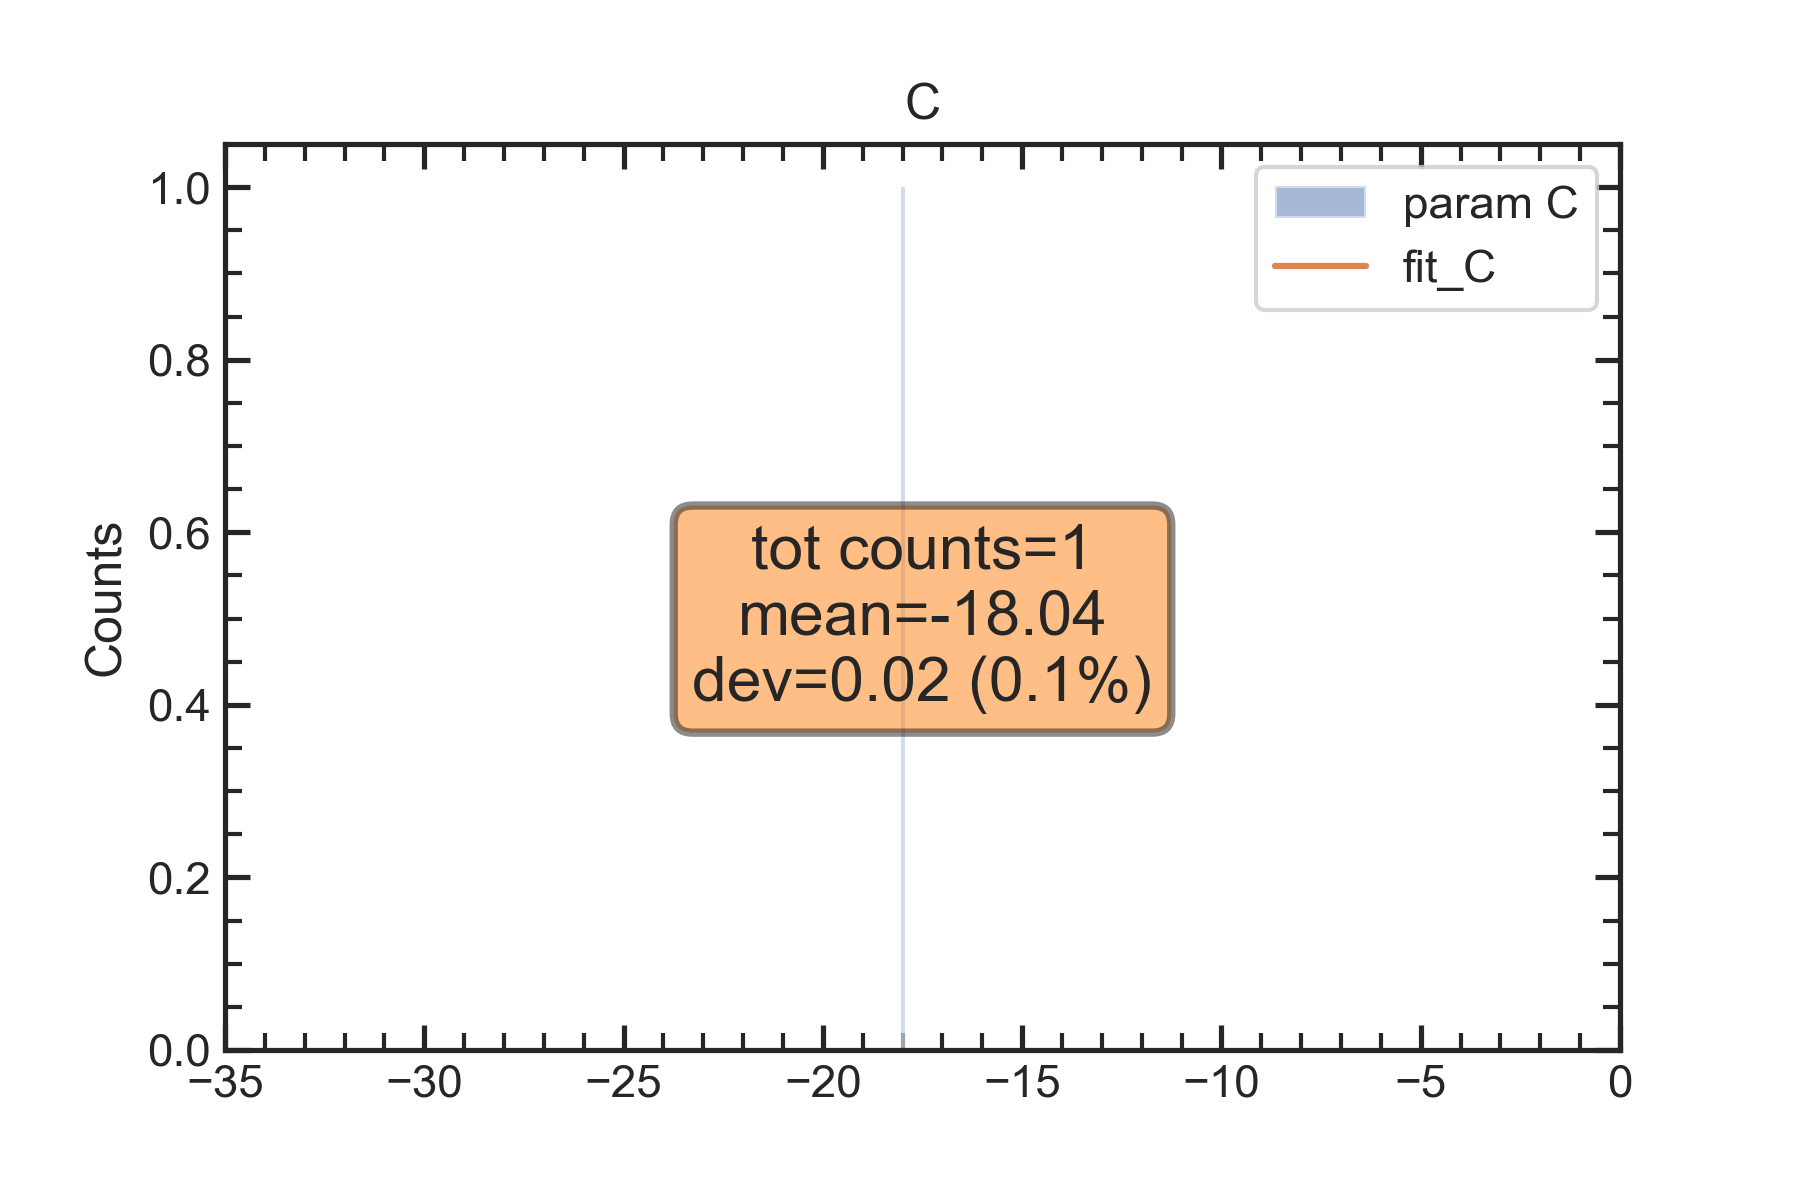 C
param C
fit_C
Counts
1.0
0.8
0.6
0.4
0.2
0.0
tot counts=1
mean=-18.04
dev=0.02 (0.1%)
−35 −30 −25 −20 −15 −10 −5 0